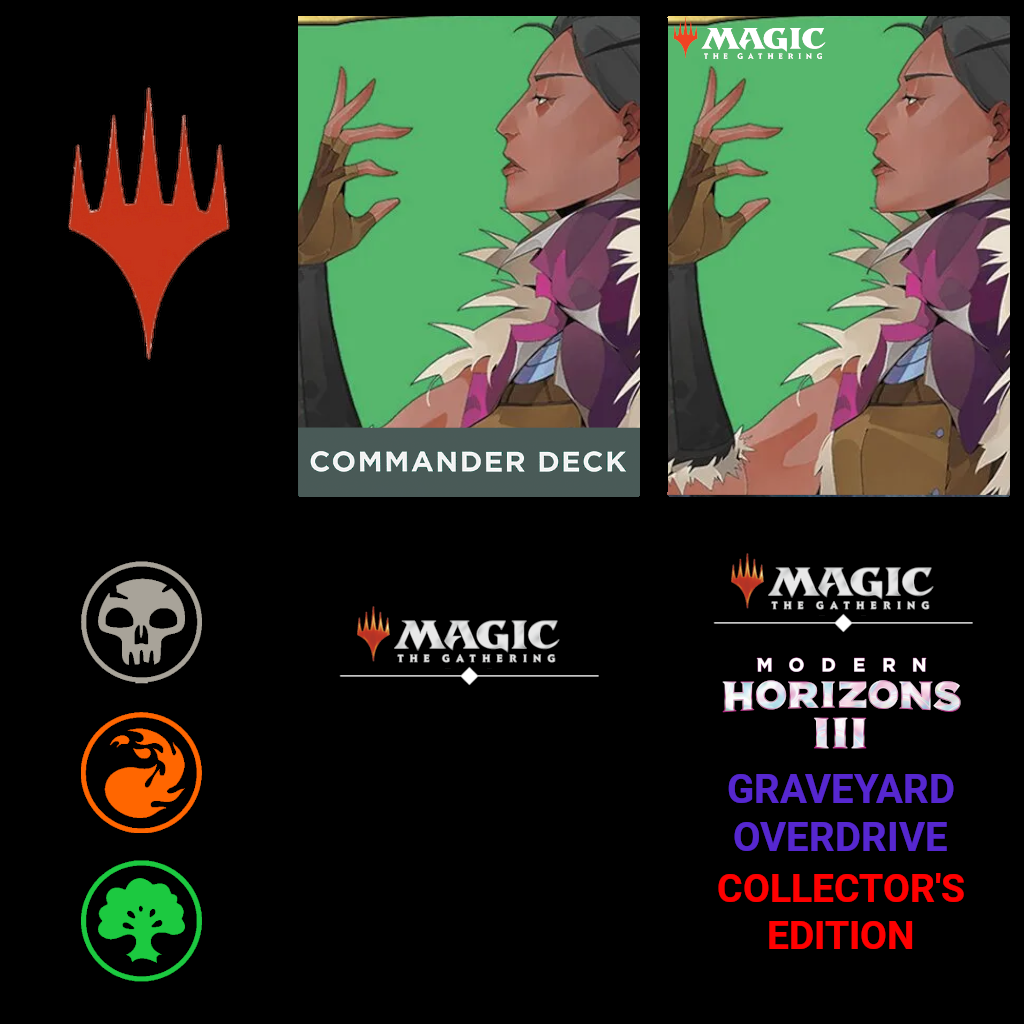 MAGIC
THE GATHERING
COMMANDER DECK
MAGIC
THE GATHERING
MAGIC
THE GATHERING
MODERN
HORIZONS
III
GRAVEYARD
OVERDRIVE
COLLECTOR'S
EDITION